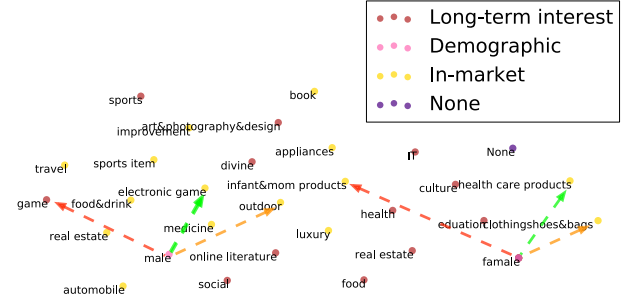 Long-term interest
Demographic
In-market
None
book
sports
art&photography&design
improvement
appliances
IT
None
travel
sports item
divine
electronic game
infant&mom products
culture
health care products
game
food&drink
outdoor
health
equation
clothingshoes&bags
real estate
medicine
luxury
male
online literature
real estate
famale
automobile
social
food